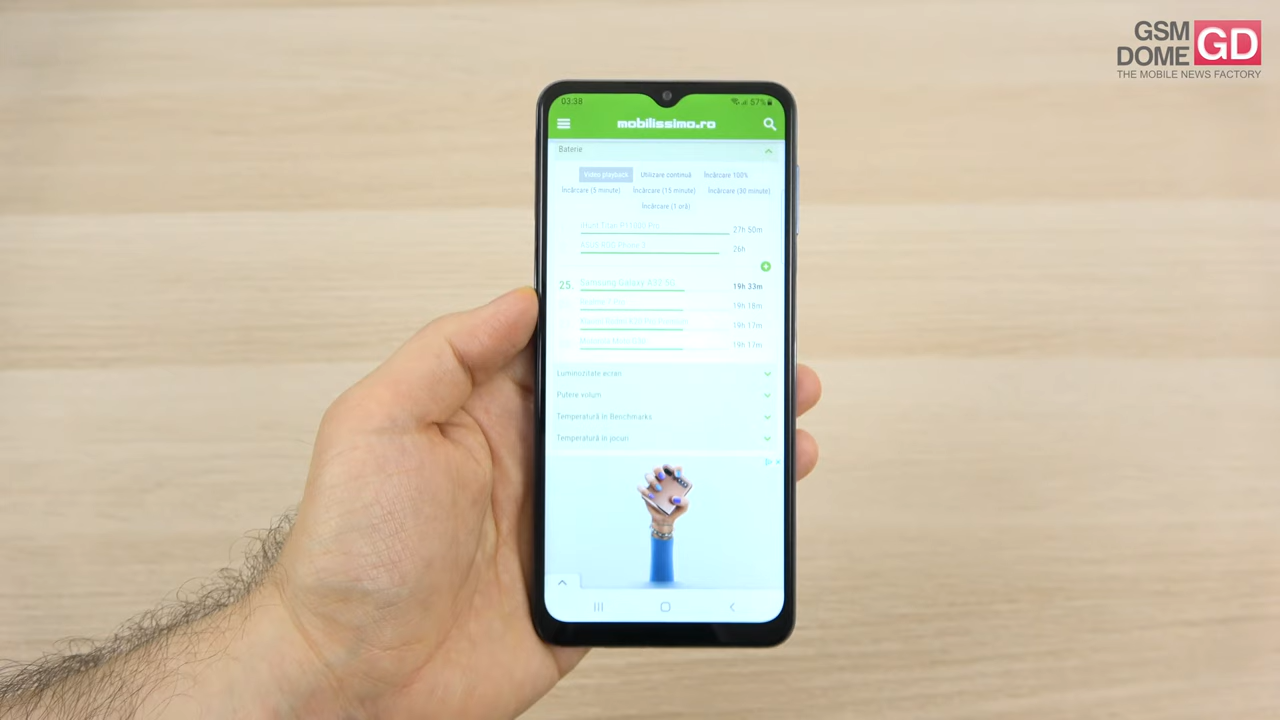 GSM
DOME GD
THE MOBILE NEWS FACTORY
03:38 57%
mobilissimo.ro
Baterie
Video playback Utilizare continuă Încărcare 100%
Încărcare (5 minute) Încărcare (15 minute) Încărcare (30 minute)
Încărcare (1 oră)
27h 50m
26h
25. Samsung Galaxy 5G 19h 33m
19h 18m
19h 17m
19h 17m
Luminozitate ecran
Putere volum
Temperatură în Benchmarks
Temperatură în jocuri